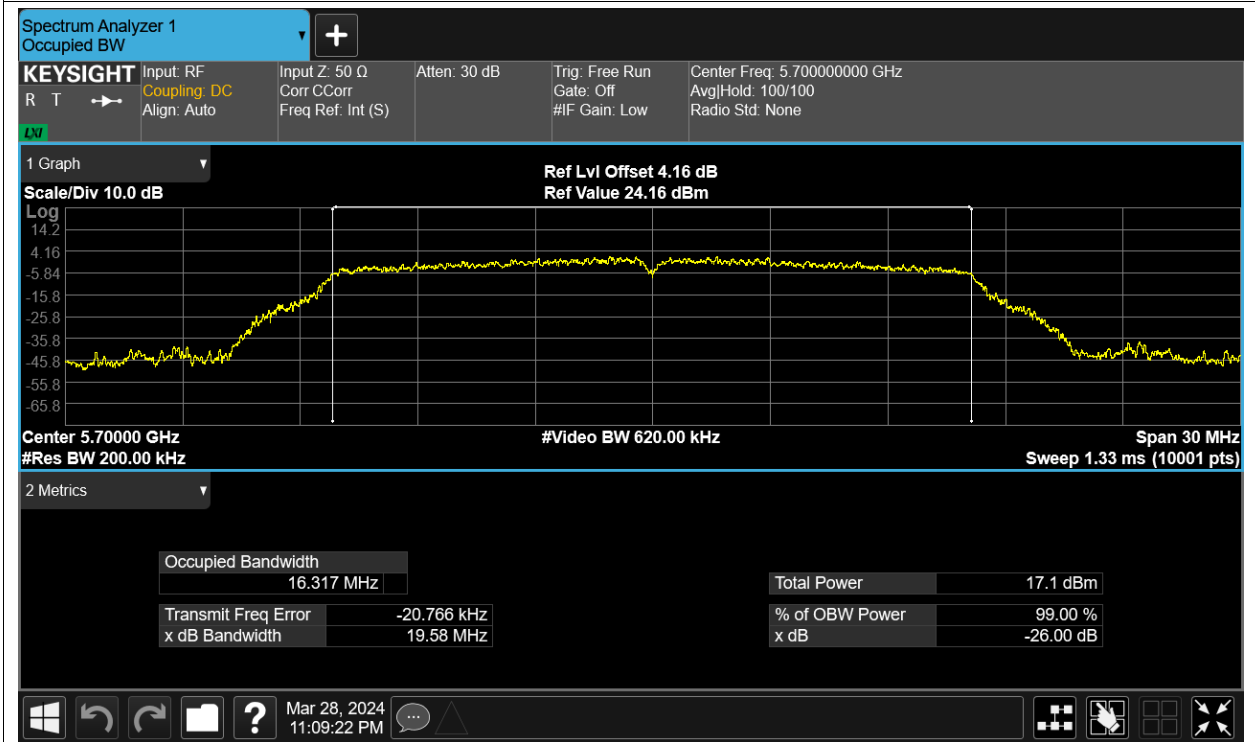 Spectrum Analyzer 1
Occupied BW
KEYSIGHT
R T
LXI
Input: RF
Coupling: DC
Align: Auto
Input Z: 50 Ω
Corr CCorr
Freq Ref: Int (S)
Atten: 30 dB
Trig: Free Run
Gate: Off
#IF Gain: Low
Center Freq: 5.700000000 GHz
Avg|Hold: 100/100
Radio Std: None
1 Graph
Scale/Div 10.0 dB
Ref Lvl Offset 4.16 dB
Ref Value 24.16 dBm
Log
14.2
4.16
-5.84
-15.8
-25.8
-35.8
-45.8
-55.8
-65.8
Center 5.70000 GHz
#Res BW 200.00 kHz
#Video BW 620.00 kHz
Span 30 MHz
Sweep 1.33 ms (10001 pts)
2 Metrics
Occupied Bandwidth
16.317 MHz
Transmit Freq Error -20.766 kHz
x dB Bandwidth 19.58 MHz
Total Power 17.1 dBm
% of OBW Power 99.00 %
x dB -26.00 dB
?
Mar 28, 2024
11:09:22 PM